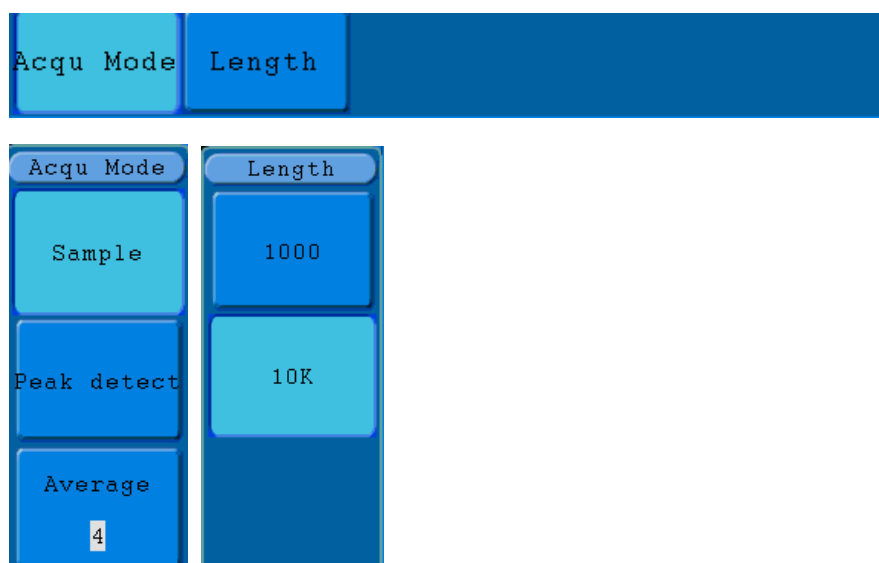 Acqu Mode
Length
Acqu Mode
Sample
Peak detect
Average
4
Length
1000
10K